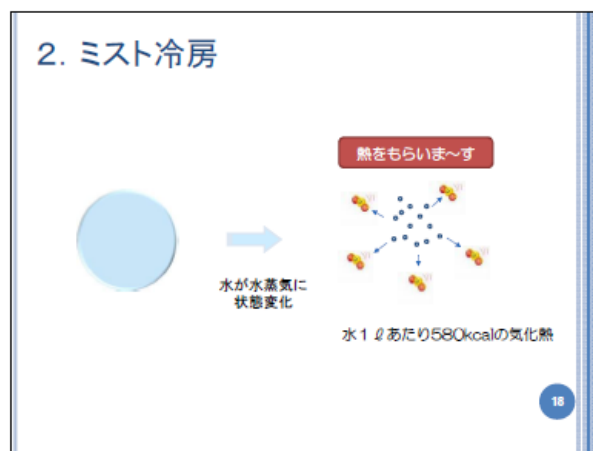 ２．ミスト冷房
熱をもらいま～す
水が水蒸気に
状態変化
水１ℓあたり580kcalの気化熱
18